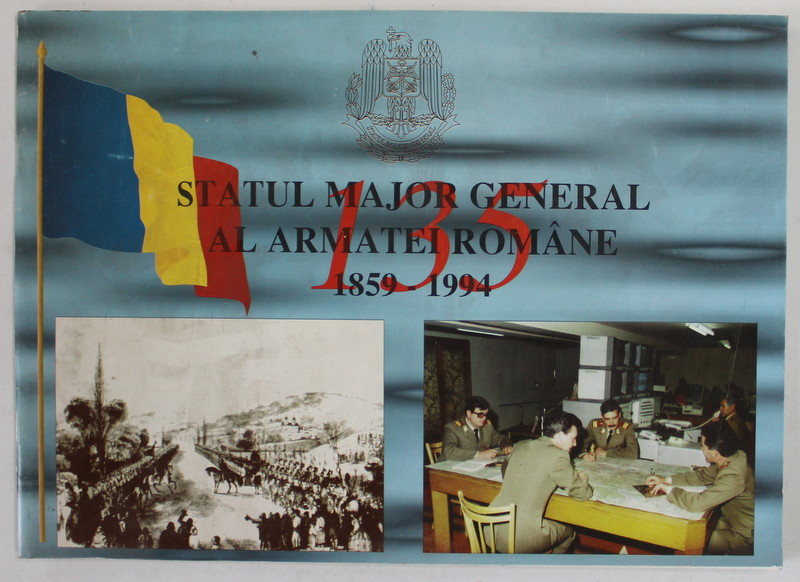 STATUL MAJOR GENERAL
AL ARMATEI ROMÂNE
135
1859 - 1994